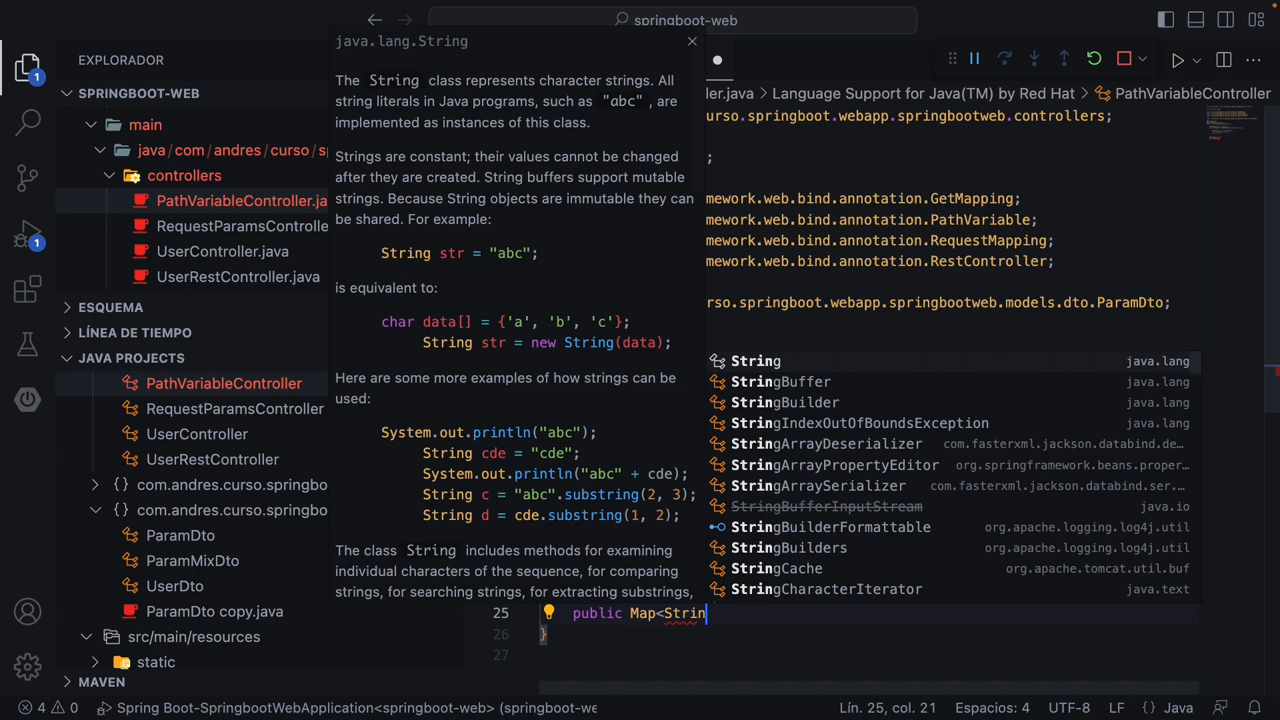 springboot-web
EXPLORADOR
SPRINGBOOT-WEB
main
java/com/andres/curso/sp
controllers
PathVariableController.ja
RequestParamsControlle
UserController.java
UserRestController.java
ESQUEMA
LÍNEA DE TIEMPO
JAVA PROJECTS
PathVariableController
RequestParamsController
UserController
UserRestController
{} com.andres.curso.springbo
{} com.andres.curso.springbo
ParamDto
ParamMixDto
UserDto
ParamDto copy.java
src/main/resources
static
MAVEN
1
1
java.lang.String
The String class represents character strings. All
string literals in Java programs, such as "abc", are
implemented as instances of this class.
Strings are constant; their values cannot be changed
after they are created. String buffers support mutable
strings. Because String objects are immutable they can
be shared. For example:
String str = "abc";
is equivalent to:
char data[] = {'a', 'b', 'c'};
String str = new String(data);
Here are some more examples of how strings can be
used:
System.out.println("abc");
String cde = "cde";
System.out.println("abc" + cde);
String c = "abc".substring(2, 3);
String d = cde.substring(1, 2);
The class String includes methods for examining
individual characters of the sequence, for comparing
strings, for searching strings, for extracting substrings,
ler.java > Language Support for Java(TM) by Red Hat > PathVariableController
urso.springboot.webapp.springbootweb.controllers;
;
mework.web.bind.annotation.GetMapping;
mework.web.bind.annotation.PathVariable;
mework.web.bind.annotation.RequestMapping;
mework.web.bind.annotation.RestController;
urso.springboot.webapp.springbootweb.models.dto.ParamDto;
String java.lang
StringBuffer java.lang
StringBuilder java.lang
StringIndexOutOfBoundsException java.lang
StringArrayDeserializer com.fasterxml.jackson.databind.de…
StringArrayPropertyEditor org.springframework.beans.proper…
StringArraySerializer com.fasterxml.jackson.databind.ser.…
StringBufferInputStream java.io
StringBuilderFormattable org.apache.logging.log4j.util
StringBuilders org.apache.logging.log4j.util
StringCache org.apache.tomcat.util.buf
StringCharacterIterator java.text
25 public Map<Strin
26 }
27
4 0 Spring Boot-SpringbootWebApplication<springboot-web> (springboot-we Lín. 25, col. 21 Espacios: 4 UTF-8 LF {} Java